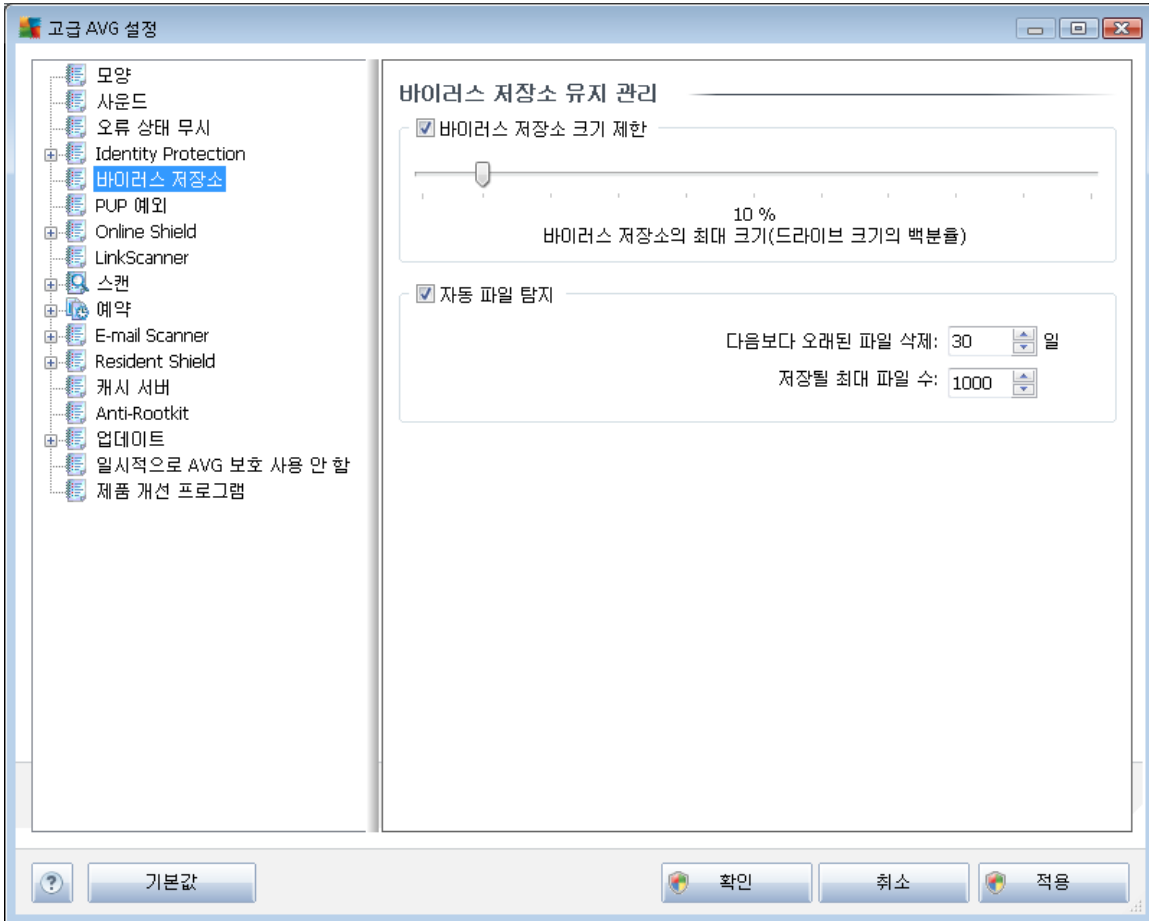 고급 AVG 설정
모양
사운드
오류 상태 무시
Identity Protection
바이러스 저장소
PUP 예외
Online Shield
LinkScanner
스캔
예약
E-mail Scanner
Resident Shield
캐시 서버
Anti-Rootkit
업데이트
일시적으로 AVG 보호 사용 안 함
제품 개선 프로그램
바이러스 저장소 유지 관리
바이러스 저장소 크기 제한
10 %
바이러스 저장소의 최대 크기(드라이브 크기의 백분율)
자동 파일 탐지
다음보다 오래된 파일 삭제: 30 일
저장될 최대 파일 수: 1000
? 기본값 확인 취소 적용